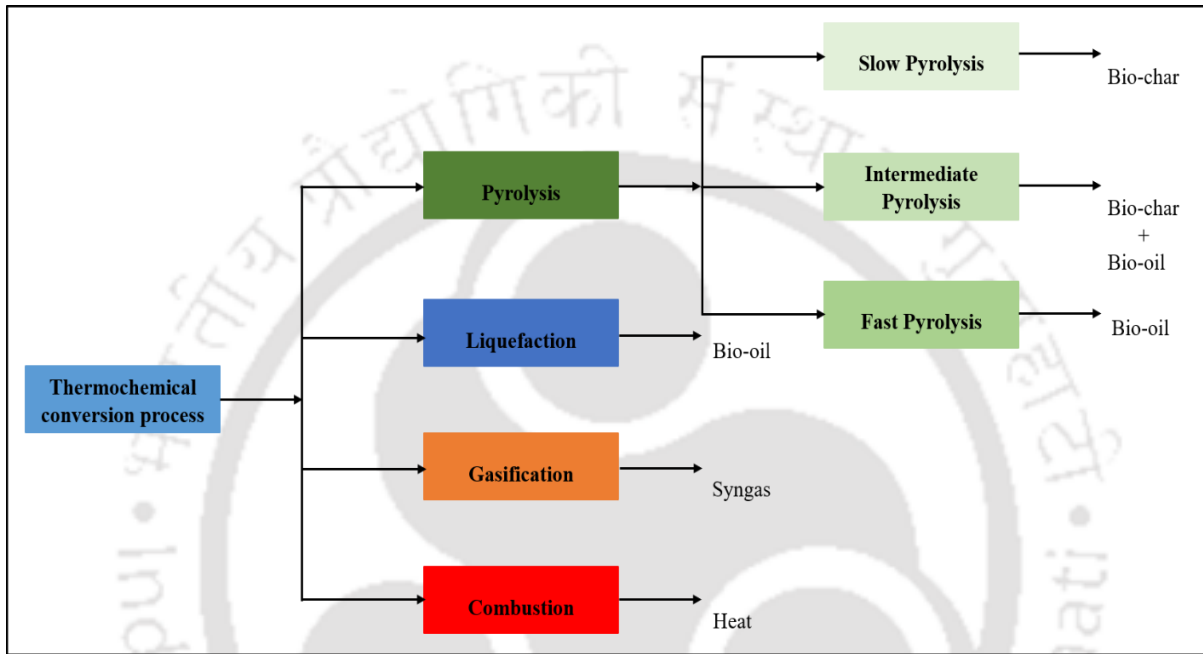 Slow Pyrolysis
Bio-char
Pyrolysis
Intermediate
Pyrolysis
Bio-char
+
Bio-oil
Fast Pyrolysis
Bio-oil
Liquefaction
Bio-oil
Thermochemical
conversion process
Gasification
Syngas
Combustion
Heat
भारतीय प्रौद्योगिकी